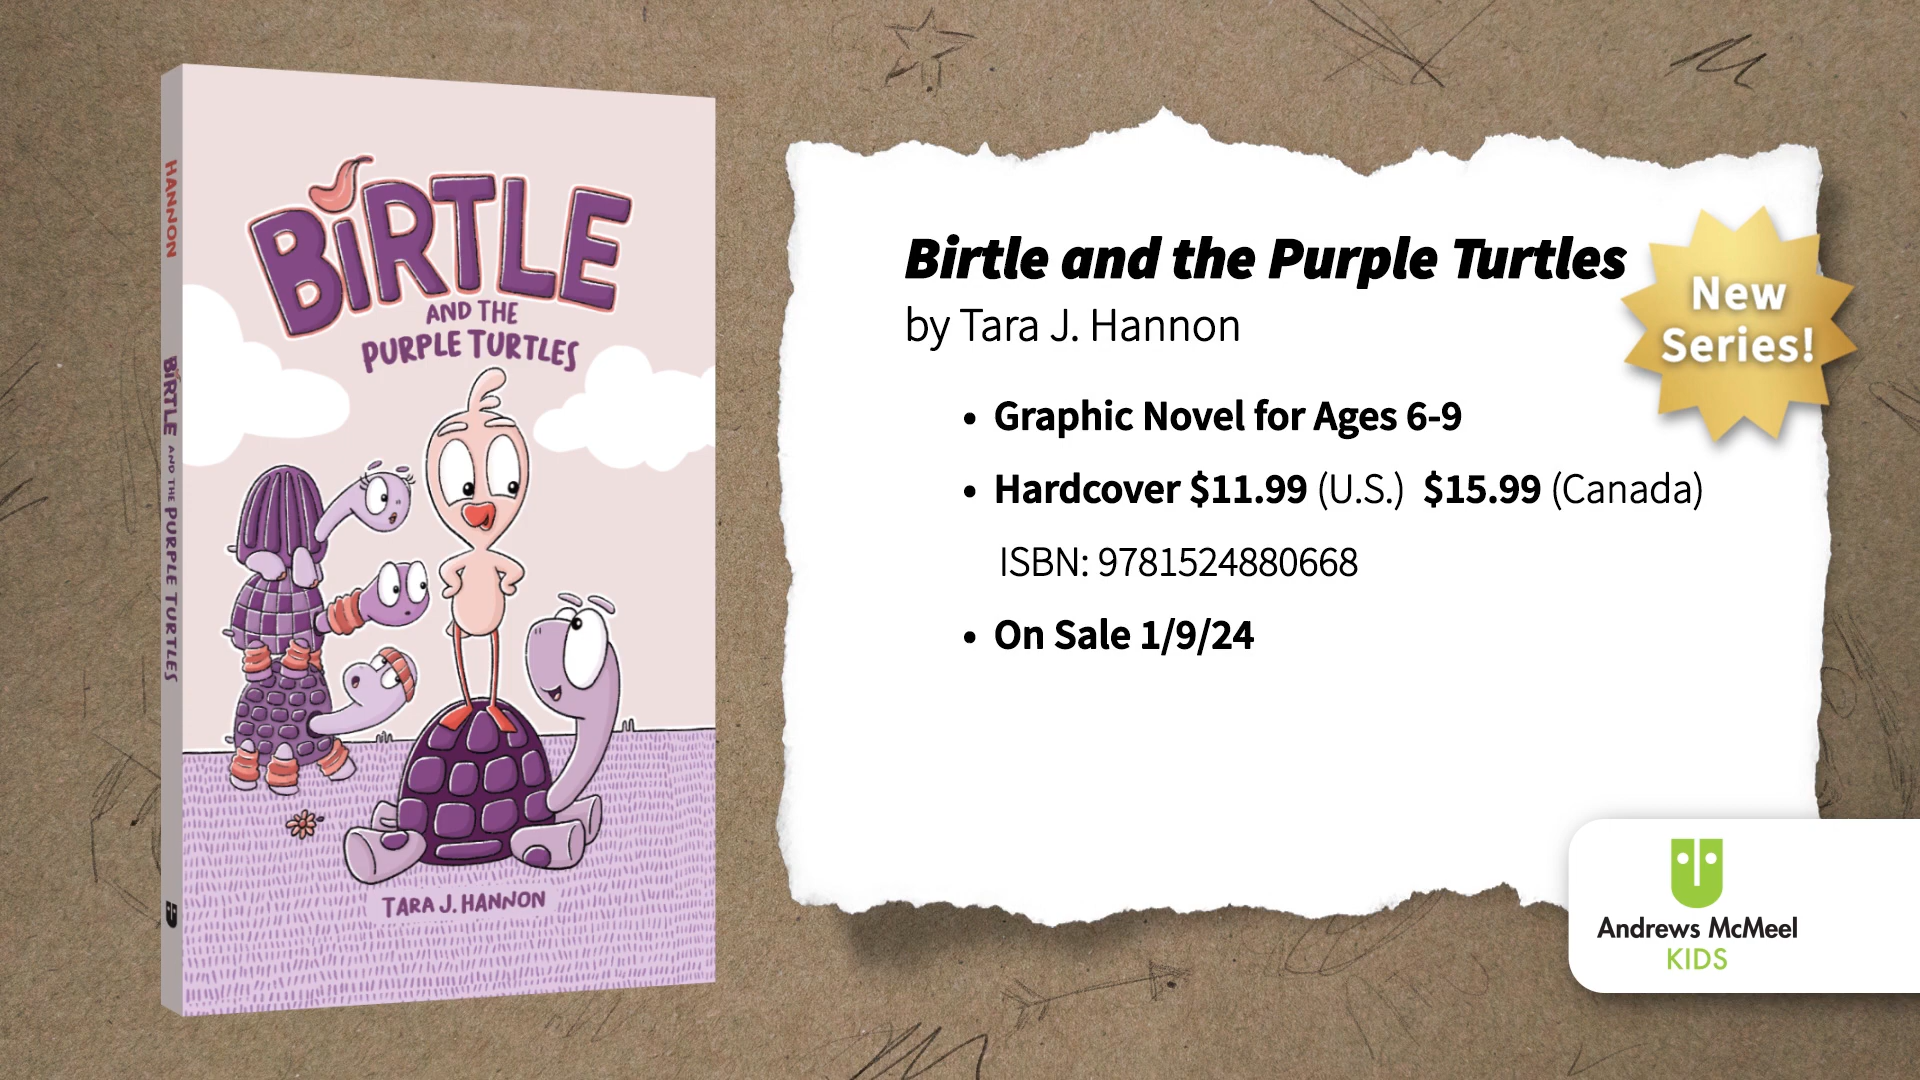 HANNON
BiRTLE AND THE PURPLE TURTLES
BiRTLE
AND THE
PURPLE TURTLES
TARA J. HANNON
Birtle and the Purple Turtles
by Tara J. Hannon
New
Series!
• Graphic Novel for Ages 6-9
• Hardcover $11.99 (U.S.) $15.99 (Canada)
ISBN: 9781524880668
• On Sale 1/9/24
Andrews McMeel
KIDS